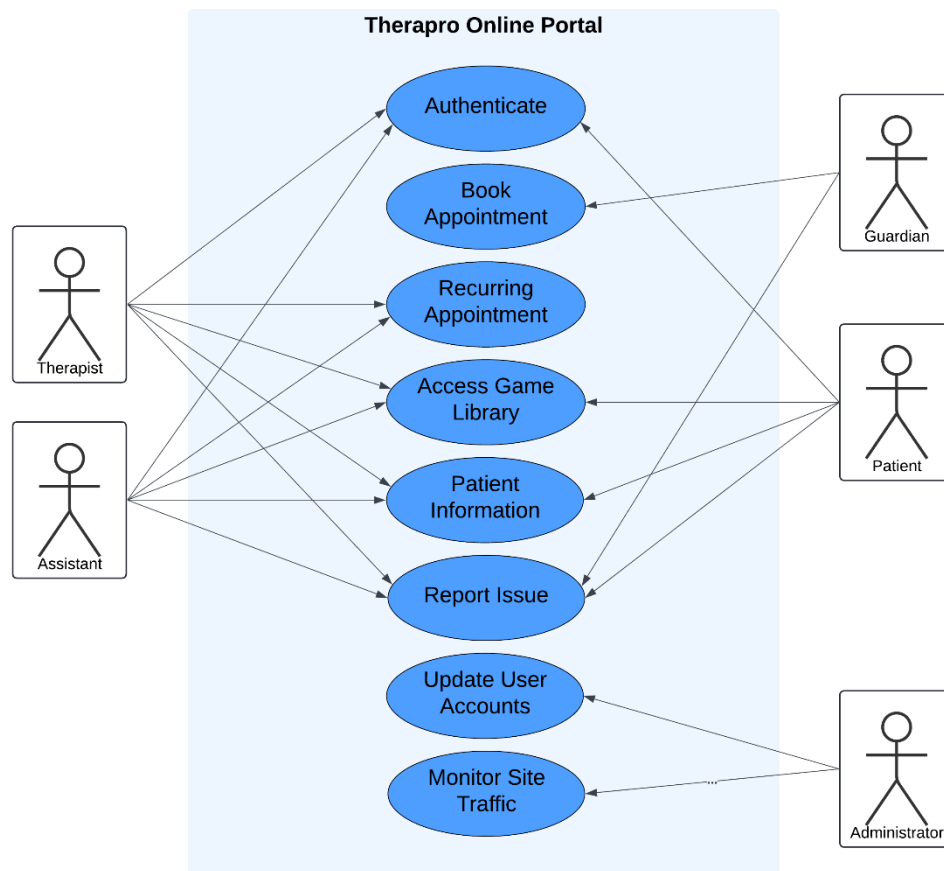 Therapro Online Portal
Authenticate
Book
Appointment
Recurring
Appointment
Access Game
Library
Patient
Information
Report Issue
Update User
Accounts
Monitor Site
Traffic
Therapist
Assistant
Guardian
Patient
Administrator
...